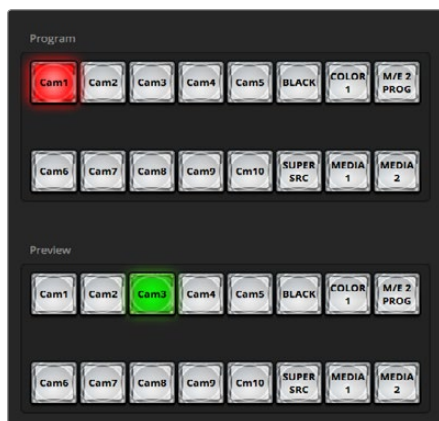 Program
Cam1 Cam2 Cam3 Cam4 Cam5 BLACK COLOR 1 M/E 2 PROG
Cam6 Cam7 Cam8 Cam9 Cm10 SUPER SRC MEDIA 1 MEDIA 2
Preview
Cam1 Cam2 Cam3 Cam4 Cam5 BLACK COLOR 1 M/E 2 PROG
Cam6 Cam7 Cam8 Cam9 Cm10 SUPER SRC MEDIA 1 MEDIA 2